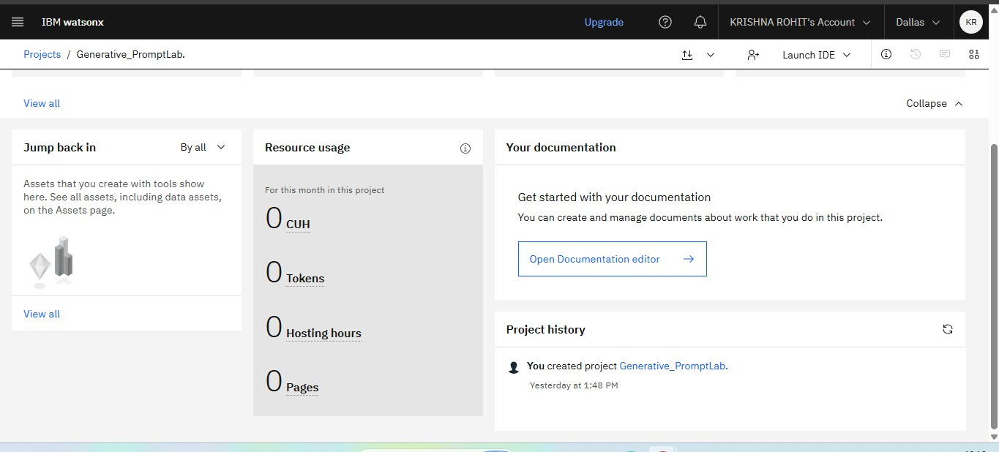 IBM watsonx
Upgrade
KRISHNA ROHIT's Account
Dallas
KR
Projects / Generative_PromptLab.
Launch IDE
View all
Collapse
Jump back in
By all
Assets that you create with tools show
here. See all assets, including data assets,
on the Assets page.
View all
Resource usage
For this month in this project
0 CUH
0 Tokens
0 Hosting hours
0 Pages
Your documentation
Get started with your documentation
You can create and manage documents about work that you do in this project.
Open Documentation editor
Project history
You created project Generative_PromptLab.
Yesterday at 1:48 PM